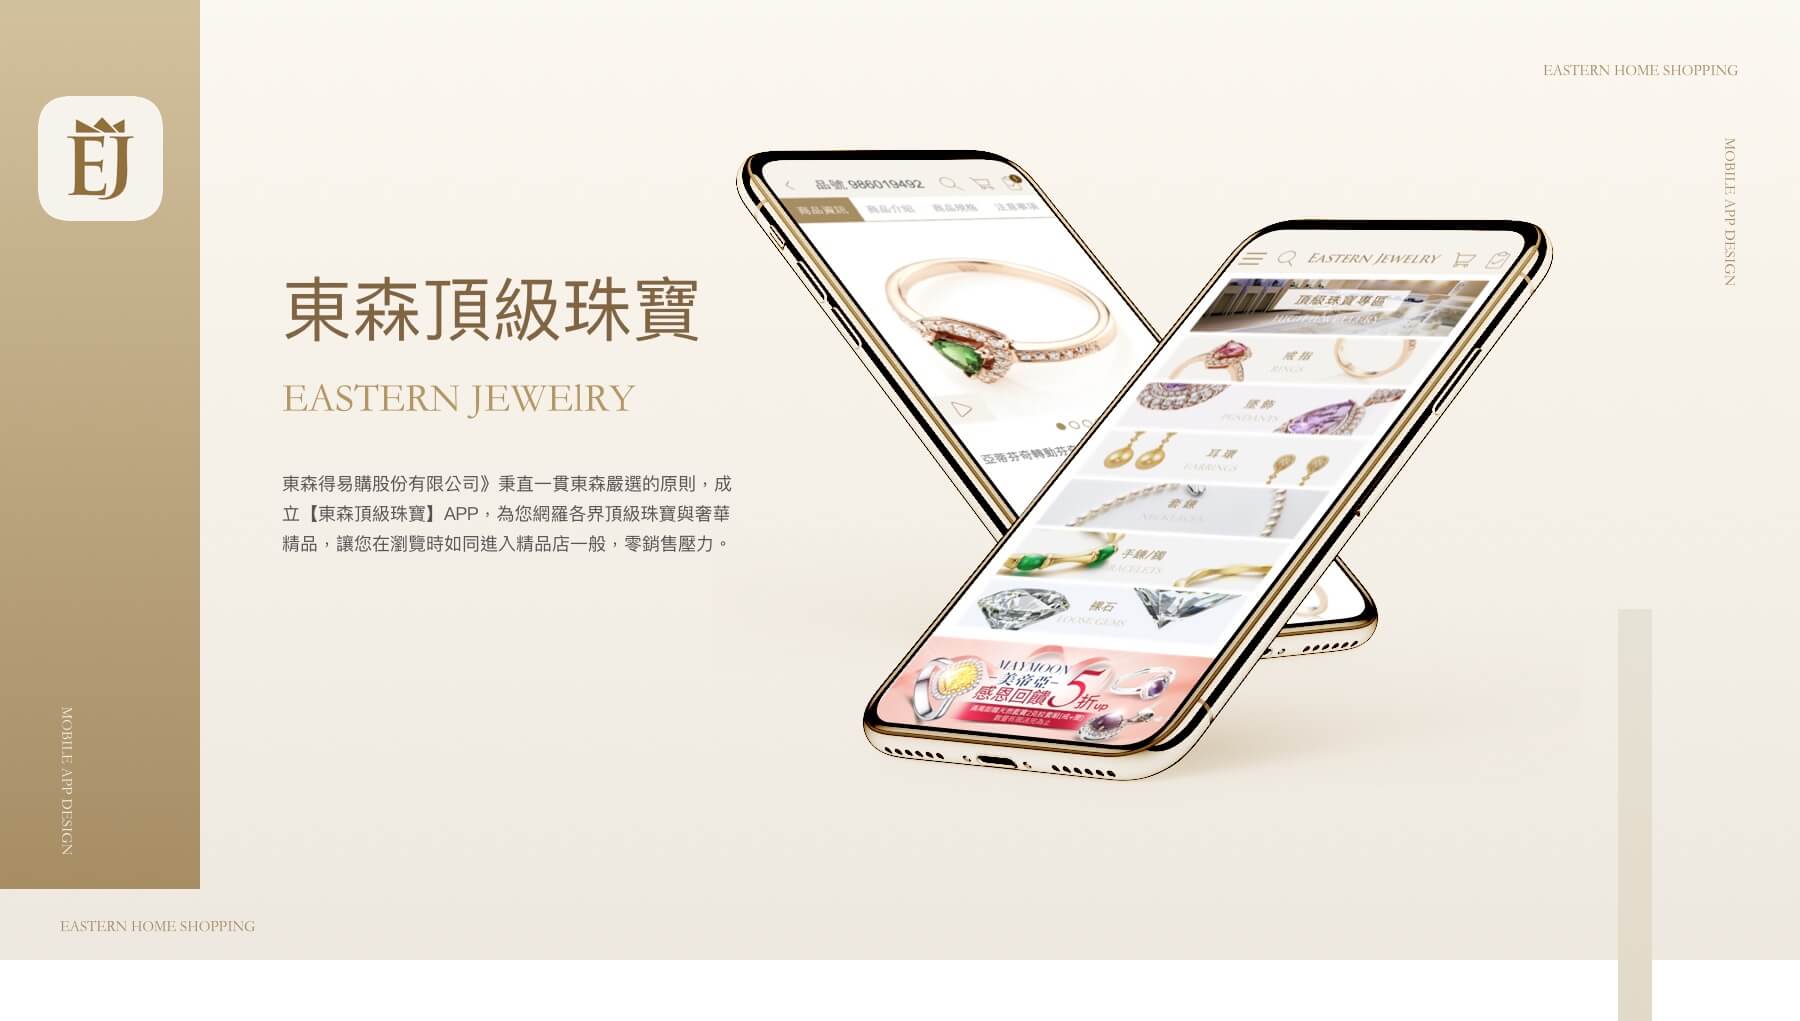 EJ
EASTERN HOME SHOPPING
MOBILE APP DESIGN
東森頂級珠寶
EASTERN JEWElRY
東森得易購股份有限公司》秉直一貫東森嚴選的原則，成
立【東森頂級珠寶】APP，為您網羅各界頂級珠寶與奢華
精品，讓您在瀏覽時如同進入精品店一般，零銷售壓力。
品號 986019492
商品資訊 商品介紹 商品規格 注意事項
亞蒂芬奇轉動芬
EASTERN JEWELRY
頂級珠寶專區
HIGH JEWELLERY
戒指
RINGS
墜飾
PENDANTS
耳環
EARRINGS
套鍊
NECKLACES
手鍊/鐲
BRACELETS
裸石
LOOSE GEMS
MAYMOON
美帝亞
感恩回饋5折up
MOBILE APP DESIGN
EASTERN HOME SHOPPING